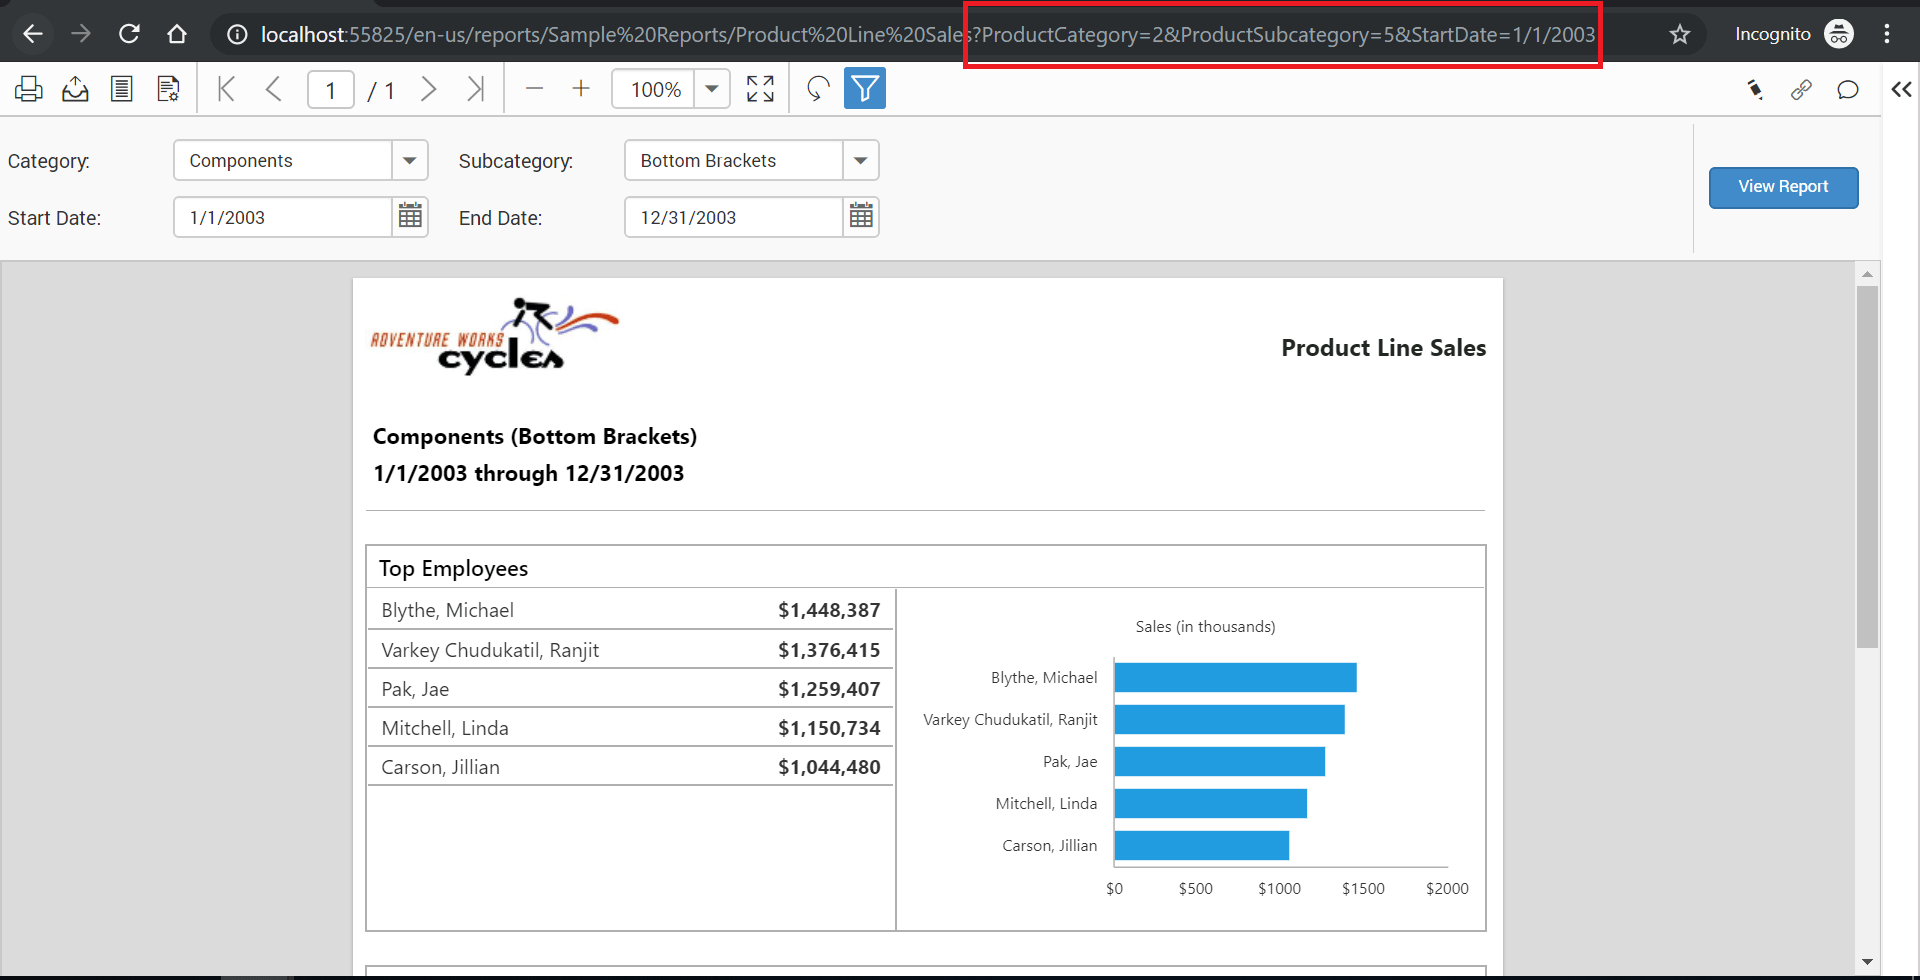 localhost:55825/en-us/reports/Sample%20Reports/Product%20Line%20Sales?ProductCategory=2&ProductSubcategory=5&StartDate=1/1/2003
Incognito
1 / 1
100%
Category: Components Subcategory: Bottom Brackets
View Report
Start Date: 1/1/2003 End Date: 12/31/2003
ADVENTURE WORKS
cycles
Product Line Sales
Components (Bottom Brackets)
1/1/2003 through 12/31/2003
Top Employees
Blythe, Michael $1,448,387
Varkey Chudukatil, Ranjit $1,376,415
Pak, Jae $1,259,407
Mitchell, Linda $1,150,734
Carson, Jillian $1,044,480
Sales (in thousands)
Blythe, Michael
Varkey Chudukatil, Ranjit
Pak, Jae
Mitchell, Linda
Carson, Jillian
$0 $500 $1000 $1500 $2000